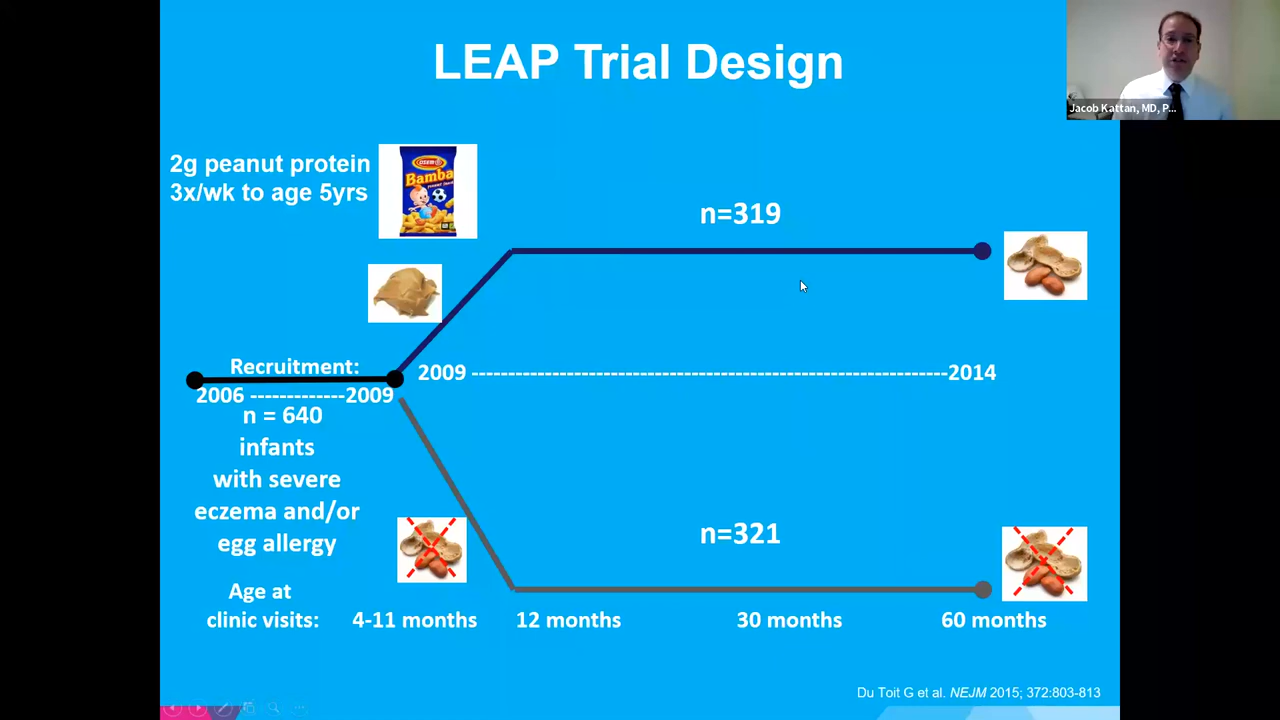 LEAP Trial Design
Jacob Kattan, MD, P...
2g peanut protein
3x/wk to age 5yrs
OSEM
Bamba
n=319
Recruitment:
2006 -------------2009
2009 -----------------------------------------------------------------------------2014
n = 640
infants
with severe
eczema and/or
egg allergy
n=321
Age at
clinic visits: 4-11 months 12 months 30 months 60 months
Du Toit G et al. NEJM 2015; 372:803-813